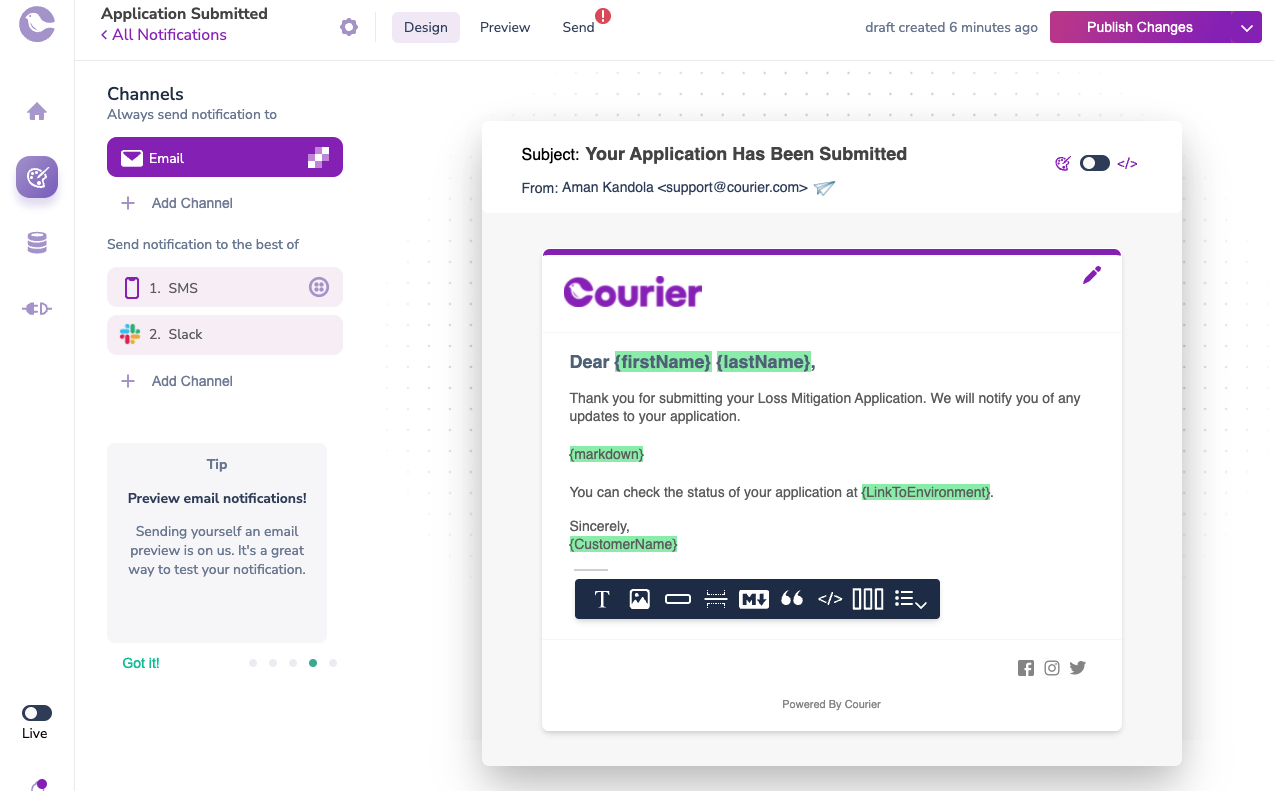 Application Submitted
All Notifications
Design
Preview
Send
!
draft created 6 minutes ago
Publish Changes
Channels
Always send notification to
Email
Add Channel
Send notification to the best of
1. SMS
2. Slack
Add Channel
Tip
Preview email notifications!
Sending yourself an email
preview is on us. It's a great
way to test your notification.
Got it!
Live
Subject: Your Application Has Been Submitted
From: Aman Kandola <support@courier.com>
</>
Courier
Dear {firstName} {lastName},
Thank you for submitting your Loss Mitigation Application. We will notify you of any
updates to your application.
{markdown}
You can check the status of your application at {LinkToEnvironment}.
Sincerely,
{CustomerName}
T
M
</>
Powered By Courier